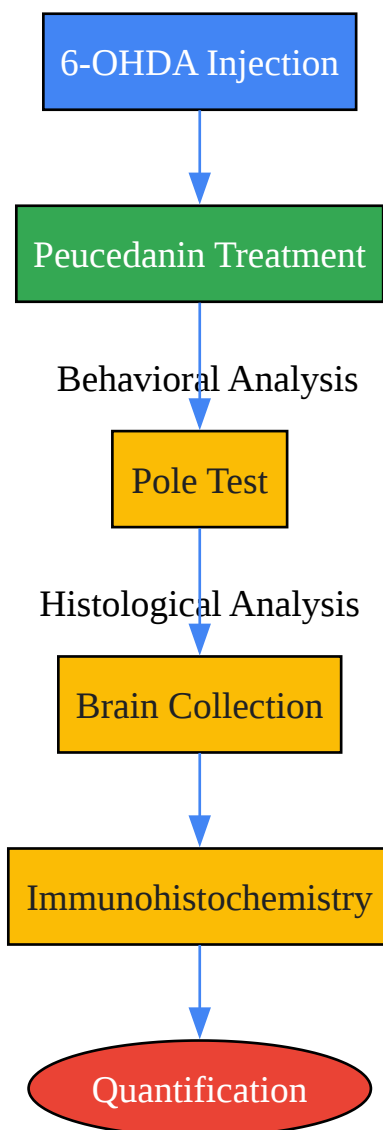 6-OHDA Injection
Peucedanin Treatment
Behavioral Analysis
Pole Test
Histological Analysis
Brain Collection
Immunohistochemistry
Quantification